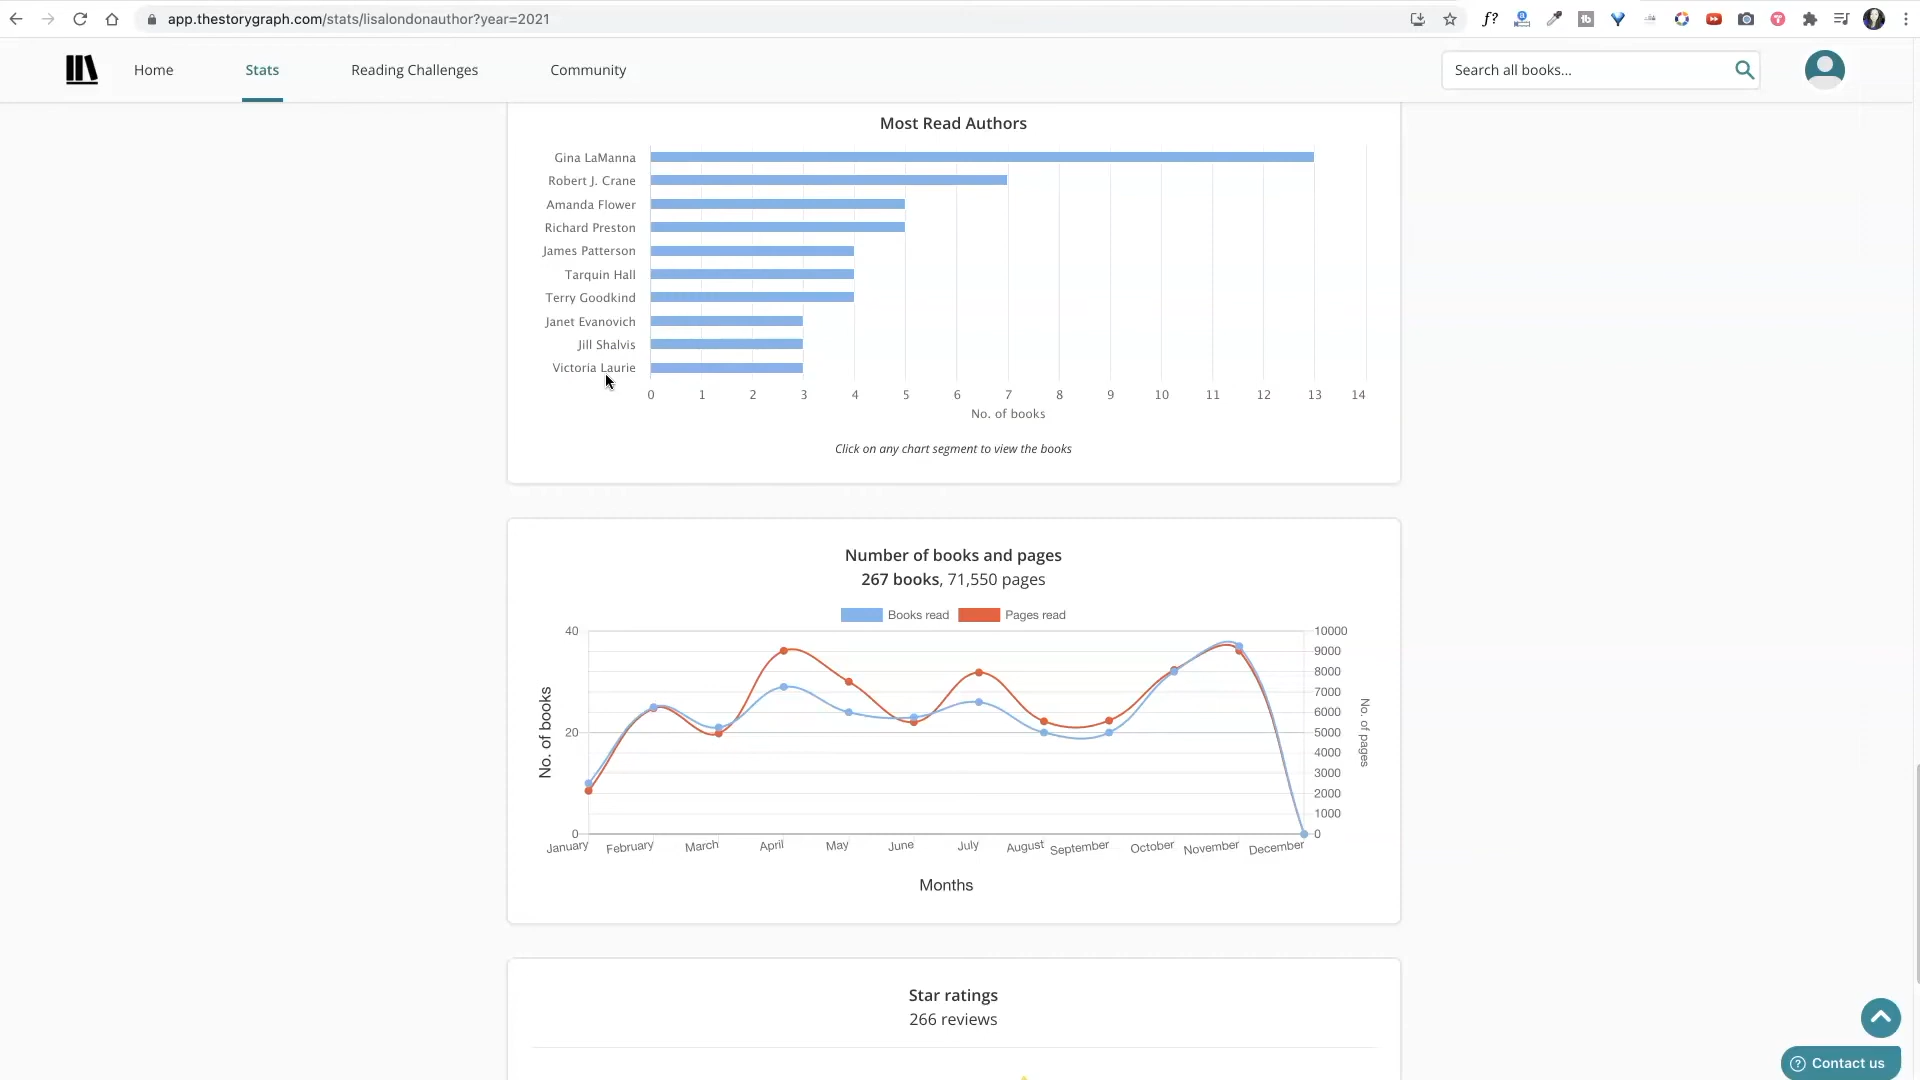 app.thestorygraph.com/stats/lisalondonauthor?year=2021
f?
tb
Home
Stats
Reading Challenges
Community
Search all books...
Most Read Authors
Gina LaManna
Robert J. Crane
Amanda Flower
Richard Preston
James Patterson
Tarquin Hall
Terry Goodkind
Janet Evanovich
Jill Shalvis
Victoria Laurie
0 1 2 3 4 5 6 7 8 9 10 11 12 13 14
No. of books
Click on any chart segment to view the books
Number of books and pages
267 books, 71,550 pages
Books read Pages read
No. of books
40
20
0
10000
9000
8000
7000
6000
5000
4000
3000
2000
1000
0
No. of pages
January February March April May June July August September October November December
Months
Star ratings
266 reviews
? Contact us